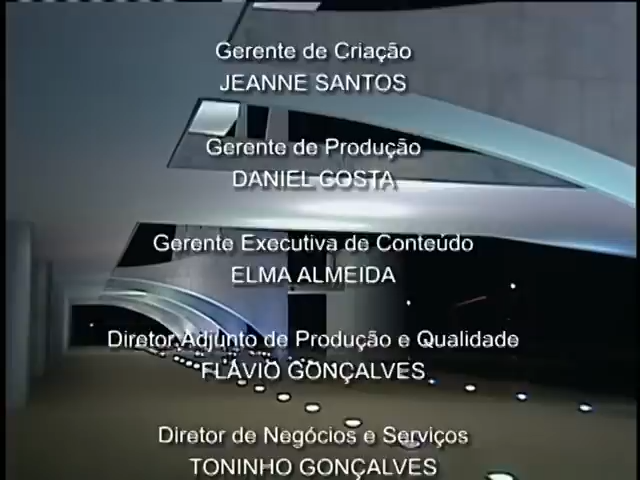 Gerente de Criação
JEANNE SANTOS
Gerente de Produção
DANIEL COSTA
Gerente Executiva de Conteúdo
ELMA ALMEIDA
Diretor Adjunto de Produção e Qualidade
FLÁVIO GONÇALVES
Diretor de Negócios e Serviços
TONINHO GONÇALVES